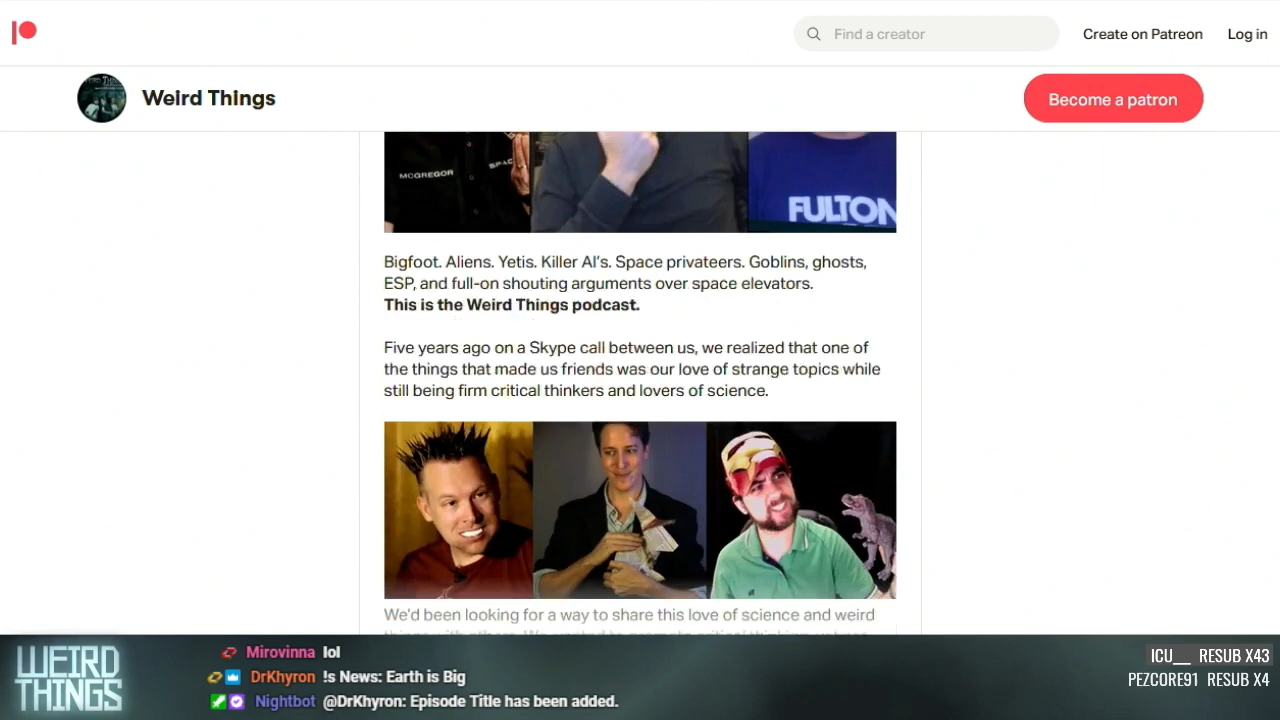 Find a creator
Create on Patreon
Log in
Weird Things
Become a patron
MCGREGOR
SPAC
FULTON
Bigfoot. Aliens. Yetis. Killer AI's. Space privateers. Goblins, ghosts,
ESP, and full-on shouting arguments over space elevators.
This is the Weird Things podcast.
Five years ago on a Skype call between us, we realized that one of
the things that made us friends was our love of strange topics while
still being firm critical thinkers and lovers of science.
We'd been looking for a way to share this love of science and weird
WEIRD
THINGS
Mirovinna lol
DrKhyron !s News: Earth is Big
Nightbot @DrKhyron: Episode Title has been added.
ICU__ RESUB X43
PEZCORE91 RESUB X4